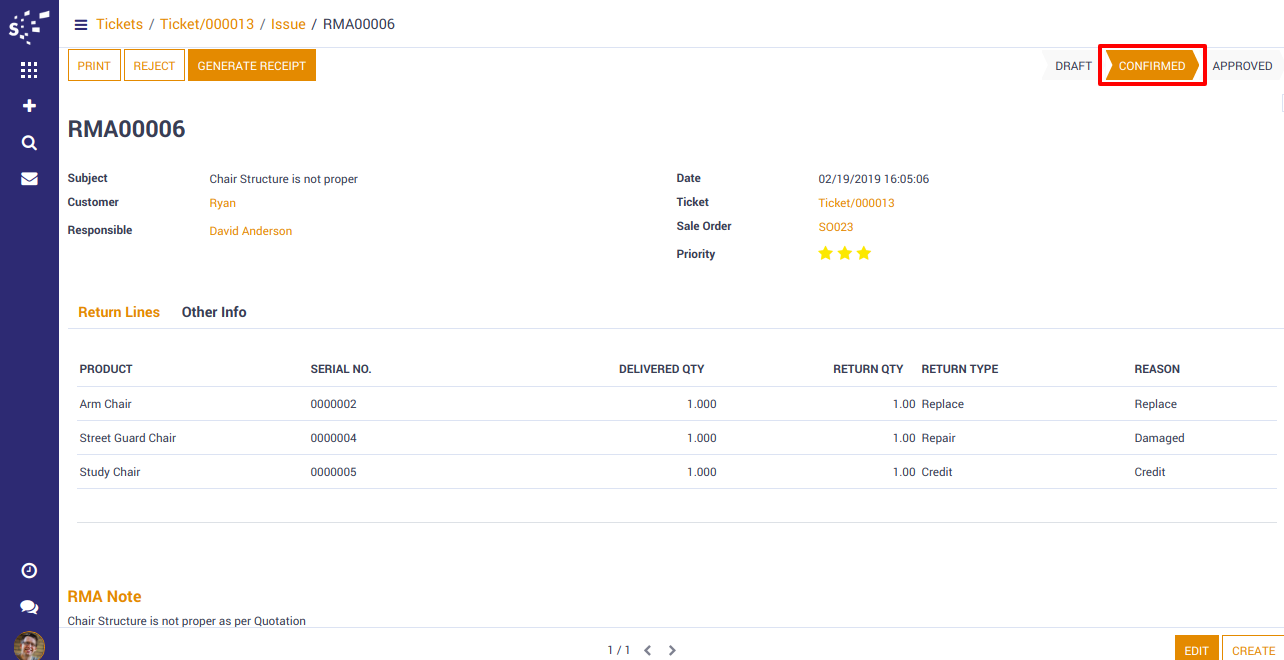 Tickets / Ticket/000013 / Issue / RMA00006
PRINT REJECT GENERATE RECEIPT DRAFT CONFIRMED APPROVED
RMA00006
Subject Chair Structure is not proper Date 02/19/2019 16:05:06
Customer Ryan Ticket Ticket/000013
Responsible David Anderson Sale Order SO023
Priority
Return Lines Other Info
PRODUCT SERIAL NO. DELIVERED QTY RETURN QTY RETURN TYPE REASON
Arm Chair 0000002 1.000 1.00 Replace Replace
Street Guard Chair 0000004 1.000 1.00 Repair Damaged
Study Chair 0000005 1.000 1.00 Credit Credit
RMA Note
Chair Structure is not proper as per Quotation
1 / 1 EDIT CREATE